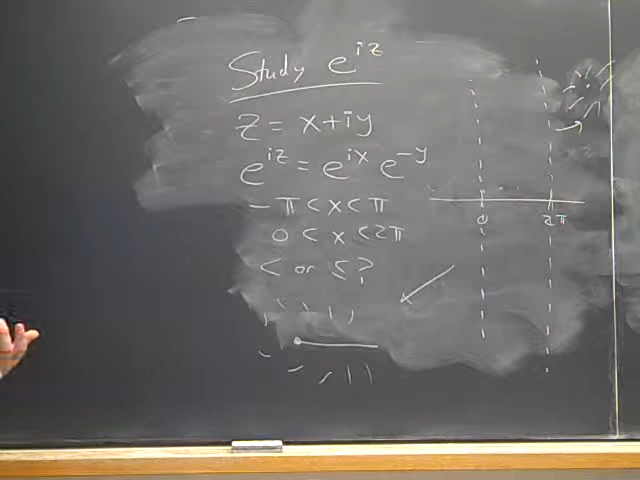 Study e^{iz}
z = x+iy
e^{iz} = e^{ix} e^{-y}
-π < x < π
0 < x < 2π
< or ≤ ?
0 2π